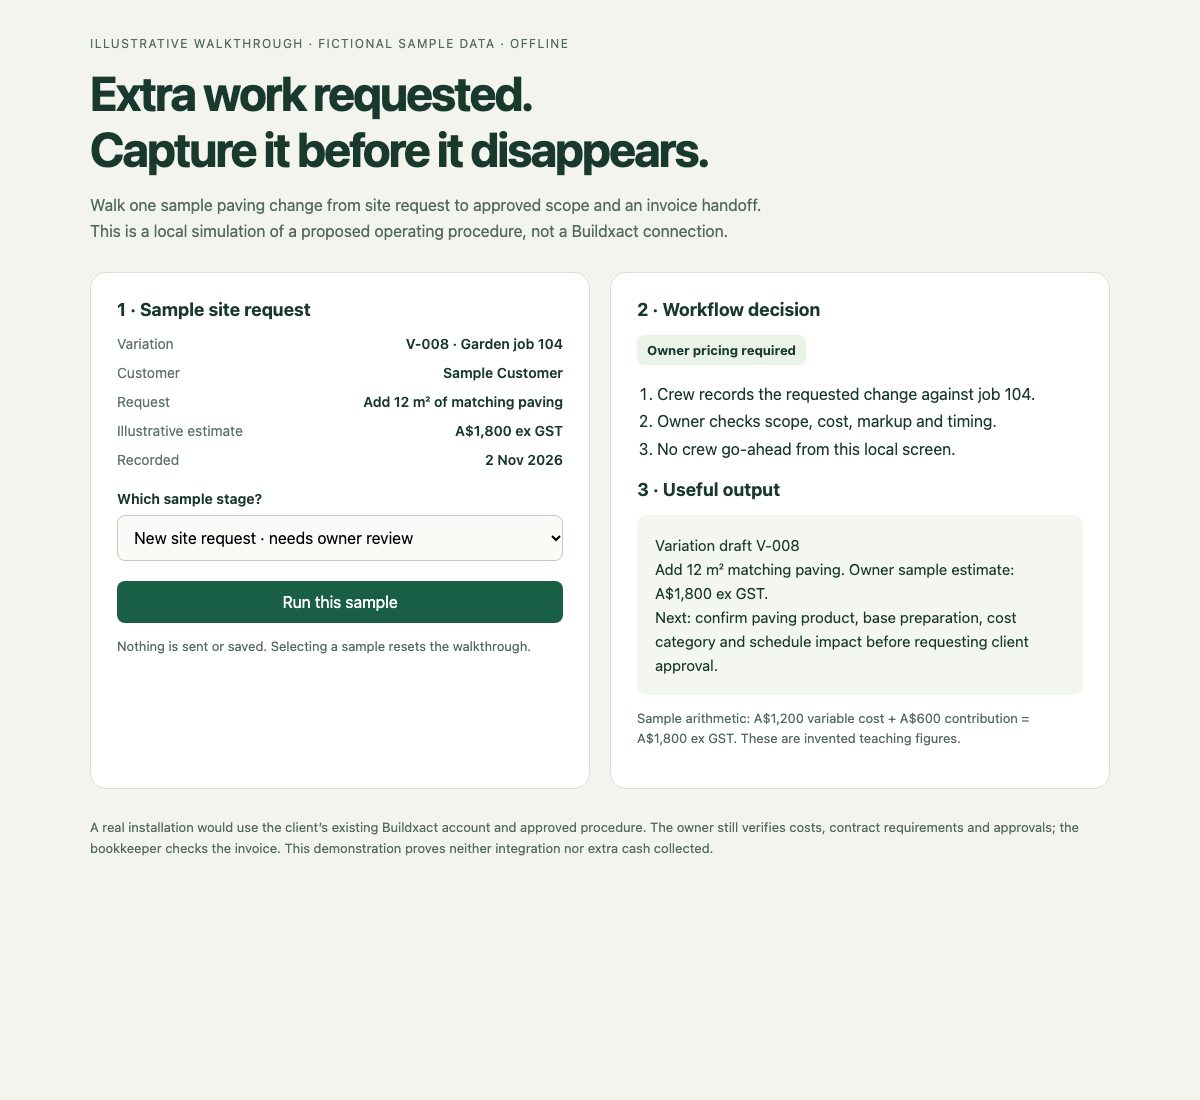 ILLUSTRATIVE WALKTHROUGH · FICTIONAL SAMPLE DATA · OFFLINE
Extra work requested.
Capture it before it disappears.
Walk one sample paving change from site request to approved scope and an invoice handoff.
This is a local simulation of a proposed operating procedure, not a Buildxact connection.
1 · Sample site request
Variation V-008 · Garden job 104
Customer Sample Customer
Request Add 12 m² of matching paving
Illustrative estimate A$1,800 ex GST
Recorded 2 Nov 2026
Which sample stage?
New site request · needs owner review
Run this sample
Nothing is sent or saved. Selecting a sample resets the walkthrough.
2 · Workflow decision
Owner pricing required
1. Crew records the requested change against job 104.
2. Owner checks scope, cost, markup and timing.
3. No crew go-ahead from this local screen.
3 · Useful output
Variation draft V-008
Add 12 m² matching paving. Owner sample estimate:
A$1,800 ex GST.
Next: confirm paving product, base preparation, cost
category and schedule impact before requesting client
approval.
Sample arithmetic: A$1,200 variable cost + A$600 contribution =
A$1,800 ex GST. These are invented teaching figures.
A real installation would use the client’s existing Buildxact account and approved procedure. The owner still verifies costs, contract requirements and approvals; the
bookkeeper checks the invoice. This demonstration proves neither integration nor extra cash collected.